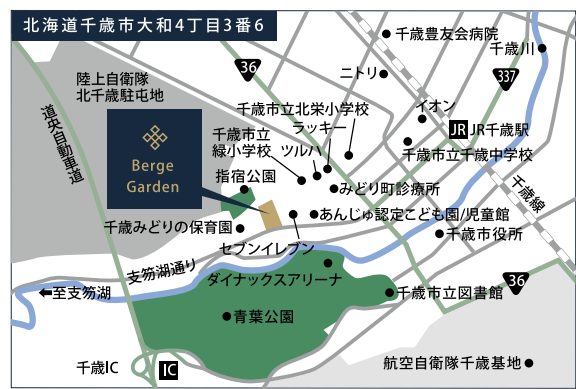 北海道千歳市大和4丁目3番6
千歳豊友会病院
千歳川
36
ニトリ
337
陸上自衛隊
北千歳駐屯地
道央自動車道
イオン
千歳市立北栄小学校
ラッキー
JR JR千歳駅
千歳市立
緑小学校
ツルハ
千歳市立千歳中学校
Berge
Garden
指宿公園
みどり町診療所
千歳線
あんじゅ認定こども園/児童館
千歳みどりの保育園
千歳市役所
セブンイレブン
支笏湖通り
ダイナックスアリーナ
36
←至支笏湖
千歳市立図書館
青葉公園
千歳IC
IC
航空自衛隊千歳基地